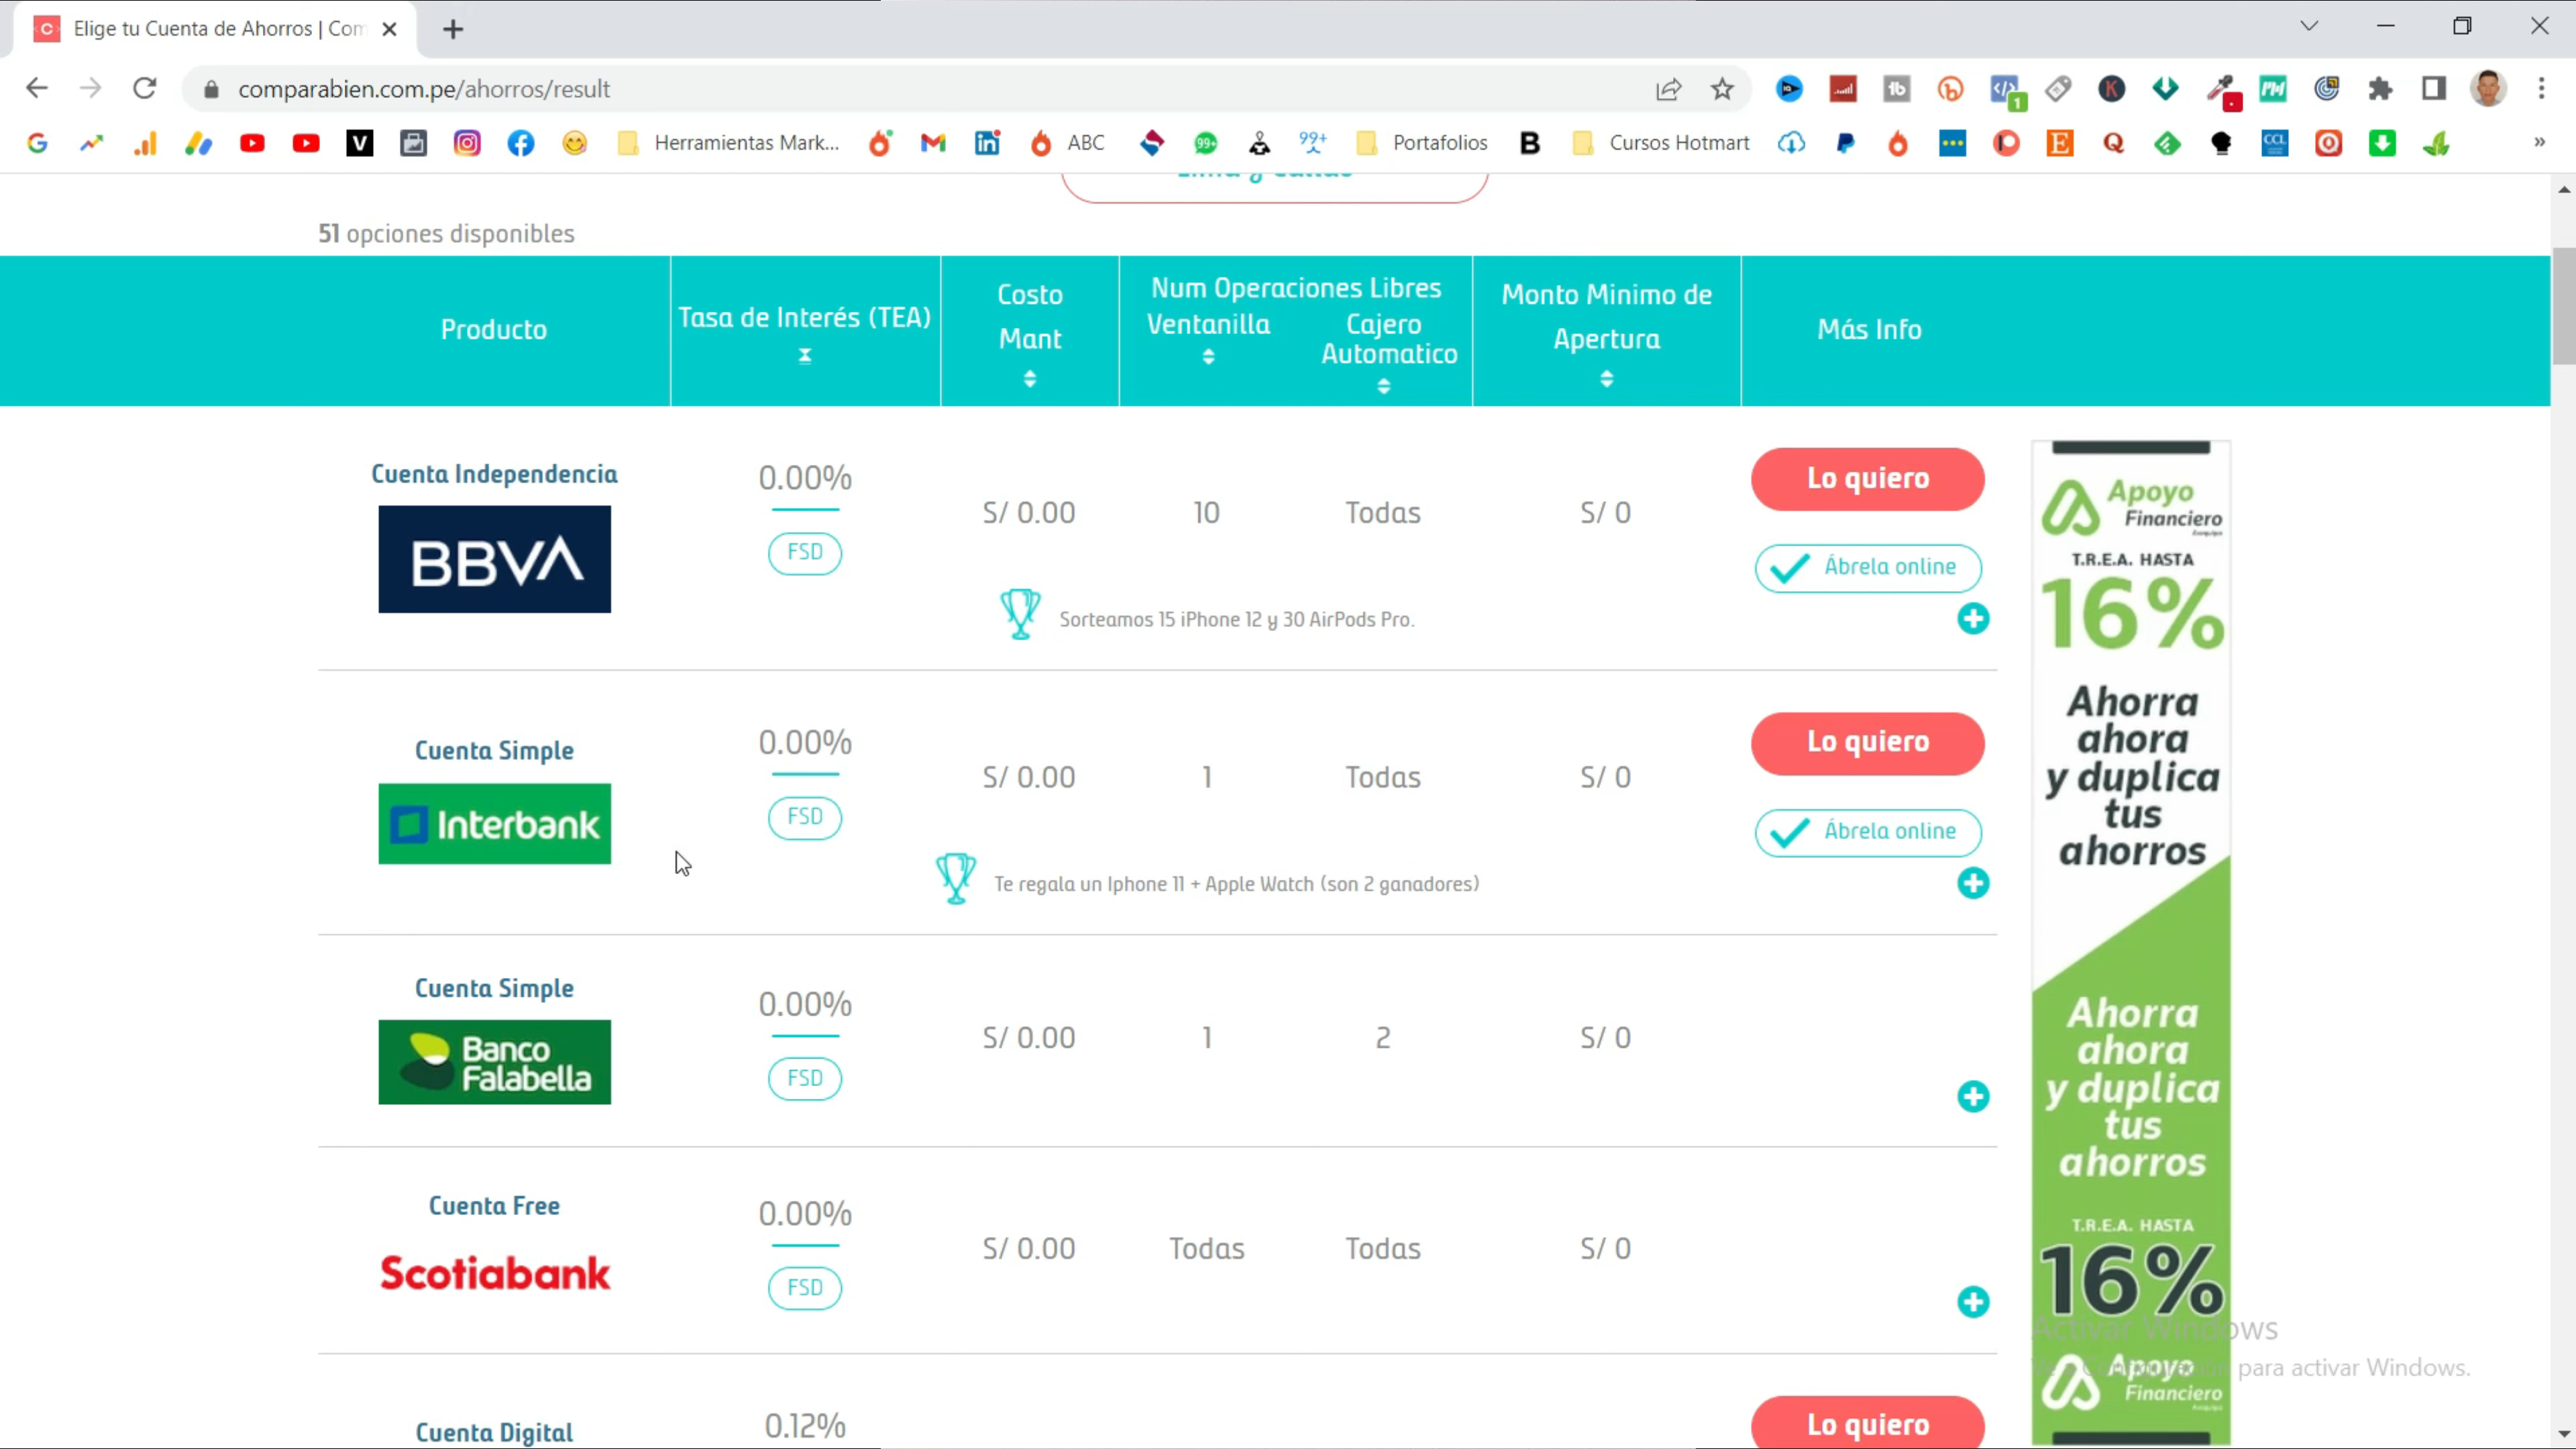 Elige tu Cuenta de Ahorros | Com
comparabien.com.pe/ahorros/result
Herramientas Mark...
ABC
99+
99+
Portafolios
B
Cursos Hotmart
»
51 opciones disponibles
Producto
Tasa de Interés (TEA)
Costo
Mant
Num Operaciones Libres
Ventanilla
Cajero
Automatico
Monto Minimo de
Apertura
Más Info
Cuenta Independencia
BBVA
0.00%
FSD
S/ 0.00
10
Todas
S/ 0
Lo quiero
Ábrela online
Sorteamos 15 iPhone 12 y 30 AirPods Pro.
Cuenta Simple
Interbank
0.00%
FSD
S/ 0.00
1
Todas
S/ 0
Lo quiero
Ábrela online
Te regala un Iphone 11 + Apple Watch (son 2 ganadores)
Cuenta Simple
Banco
Falabella
0.00%
FSD
S/ 0.00
1
2
S/ 0
Cuenta Free
Scotiabank
0.00%
FSD
S/ 0.00
Todas
Todas
S/ 0
Cuenta Digital
0.12%
Lo quiero
Apoyo
Financiero
T.R.E.A. HASTA
16%
Ahorra
ahora
y duplica
tus
ahorros
Ahorra
ahora
y duplica
tus
ahorros
T.R.E.A. HASTA
16%
Activar Windows
para activar Windows.
Apoyo
Financiero